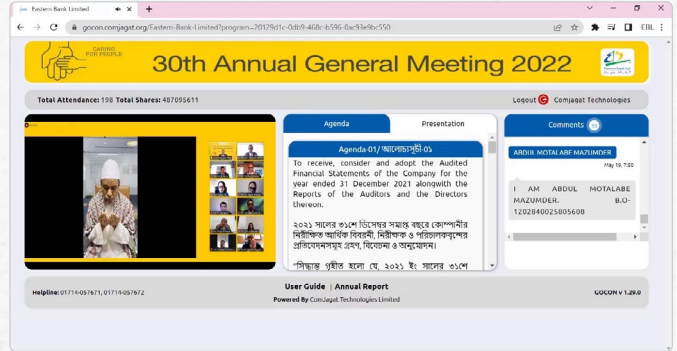 Eastern Bank Limited
gocon.comjagat.org/Eastern-Bank-Limited?program=20129d1c-0db9-468c-b596-0ac93e9bc550
EBL
CARING
FOR PEOPLE
30th Annual General Meeting 2022
Total Attendance: 198 Total Shares: 487095611
Logout Comjagat Technologies
Agenda
Presentation
Agenda-01/ আলোচ্যসূচী-০১
To receive, consider and adopt the Audited
Financial Statements of the Company for the
year ended 31 December 2021 alongwith the
Reports of the Auditors and the Directors
thereon.
২০২১ সালের ৩১শে ডিসেম্বর সমাপ্ত বছরে কোম্পানীর
নিরীক্ষিত আর্থিক বিবরনী, নিরীক্ষক ও পরিচালকবৃন্দের
প্রতিবেদনসমূহ গ্রহণ, বিবেচনা ও অনুমোদন।
"সিদ্ধান্ত গৃহীত হলো যে, ২০২১ ইং সালের ৩১শে
Comments
ABDUL MOTALABE MAZUMDER
May 19, 7:50
I AM ABDUL MOTALABE
MAZUMDER. B.O-
1202840025805608
Helpline: 01714-057671, 01714-057672
User Guide | Annual Report
Powered By Comjagat Technologies Limited
GOCON v 1.29.0